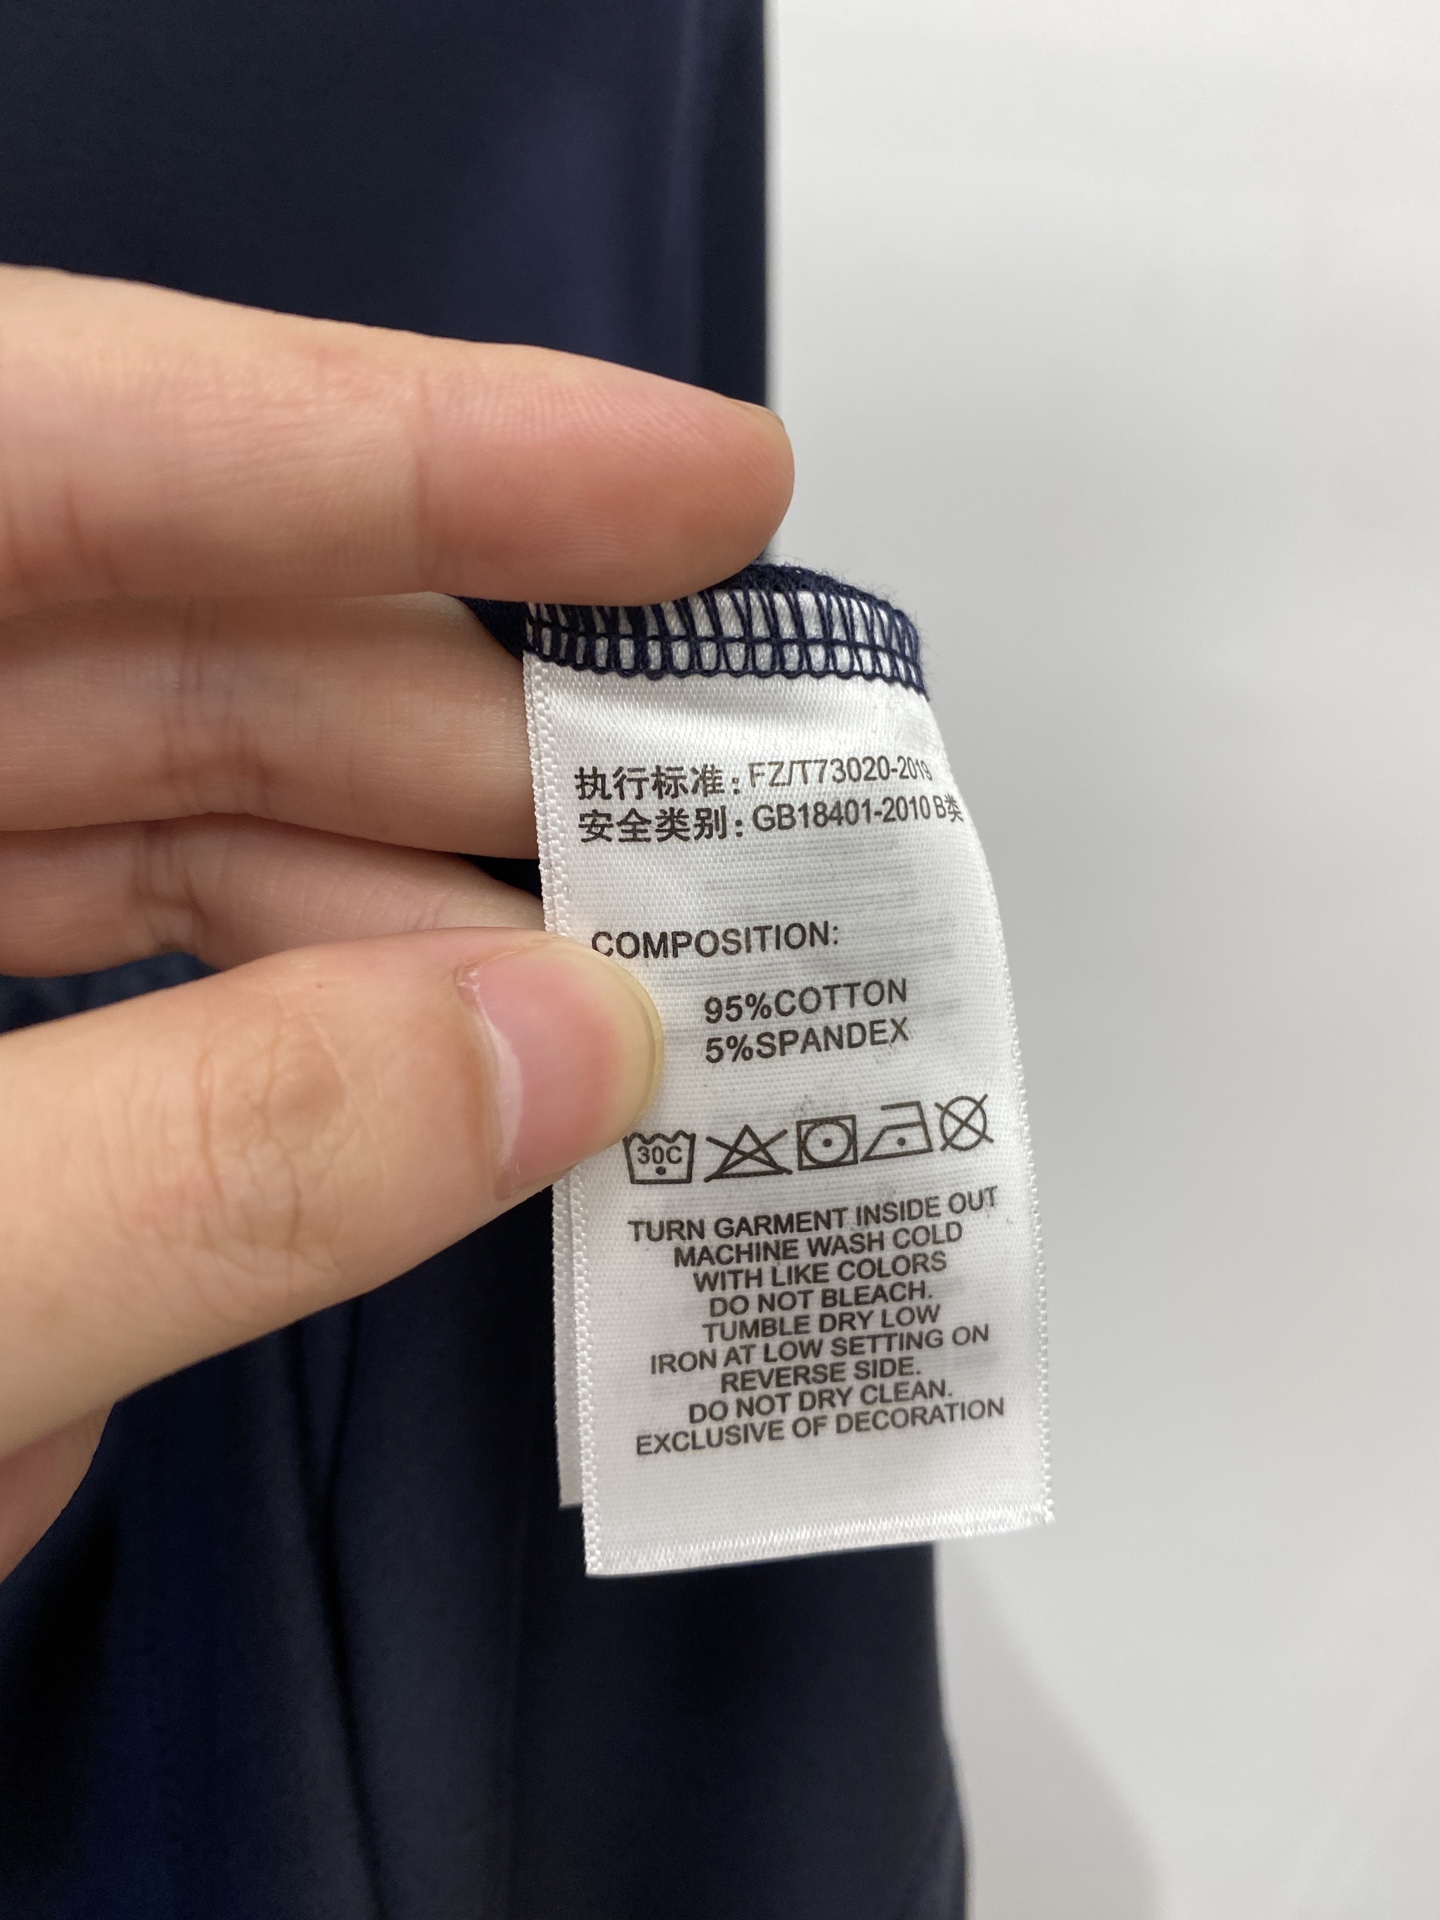 执行标准: FZ/T73020-2019
安全类别: GB18401-2010 B类
COMPOSITION:
95%COTTON
5%SPANDEX
30C
TURN GARMENT INSIDE OUT
MACHINE WASH COLD
WITH LIKE COLORS
DO NOT BLEACH.
TUMBLE DRY LOW
IRON AT LOW SETTING ON
REVERSE SIDE.
DO NOT DRY CLEAN.
EXCLUSIVE OF DECORATION